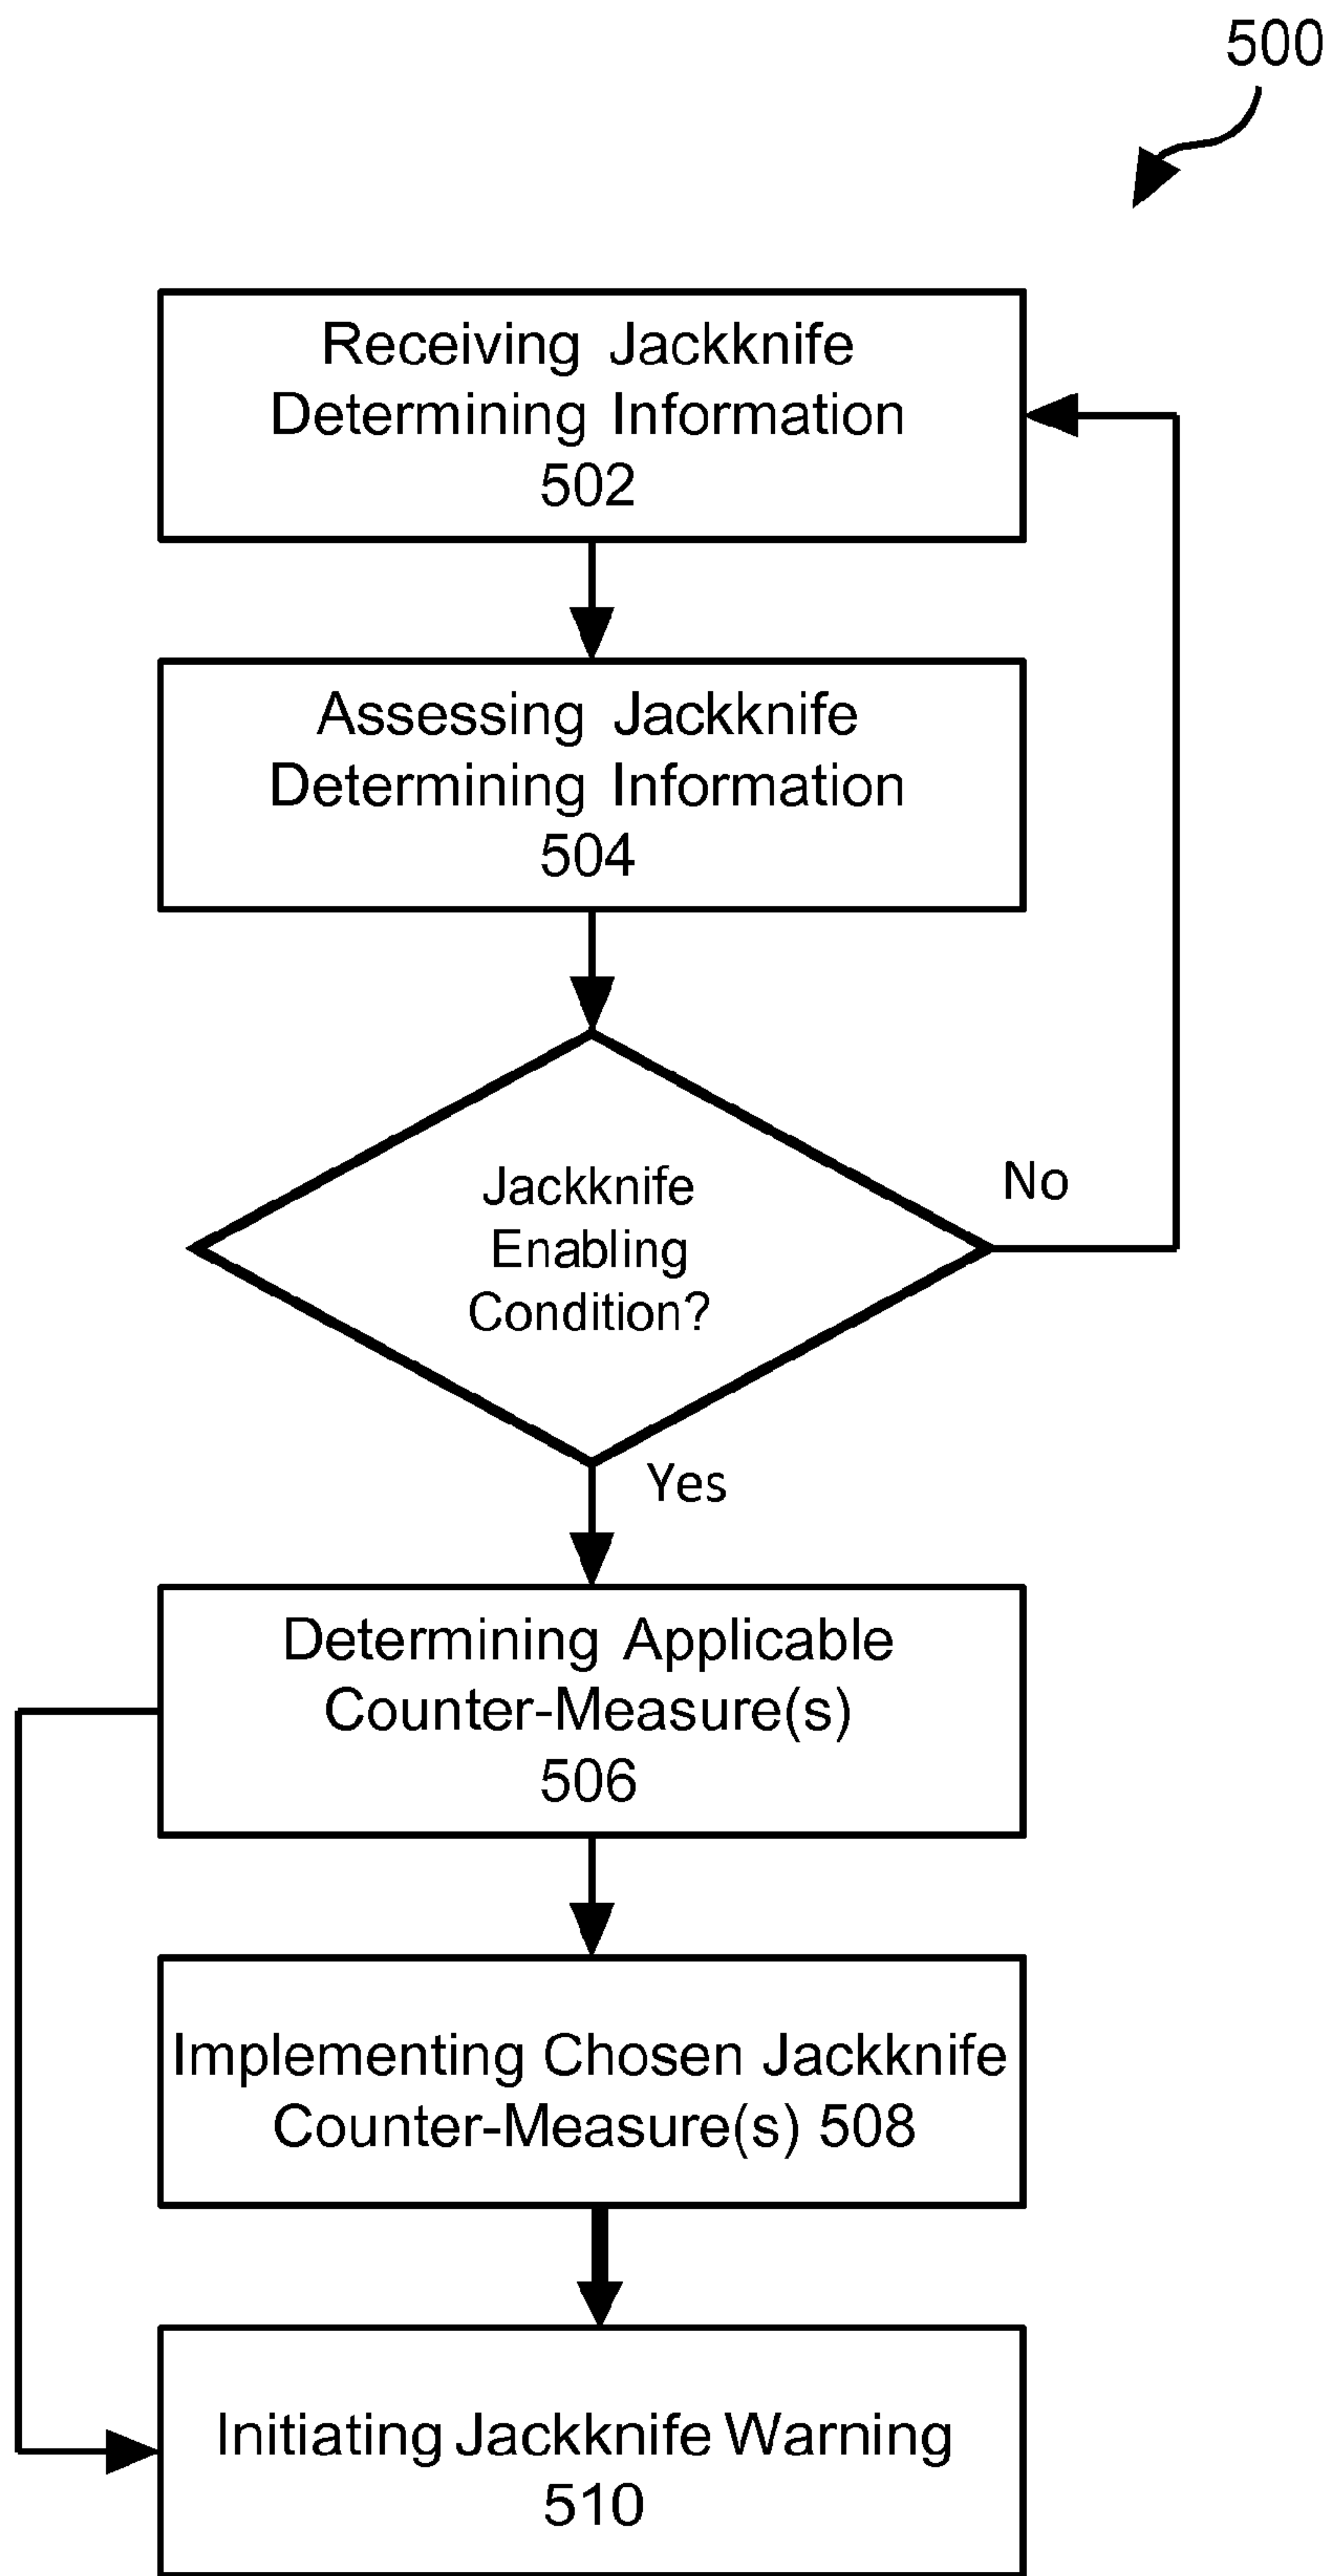 500
Receiving Jackknife
Determining Information
502
Assessing Jackknife
Determining Information
504
Jackknife
Enabling
Condition?
No
Yes
Determining Applicable
Counter-Measure(s)
506
Implementing Chosen Jackknife
Counter-Measure(s) 508
Initiating Jackknife Warning
510